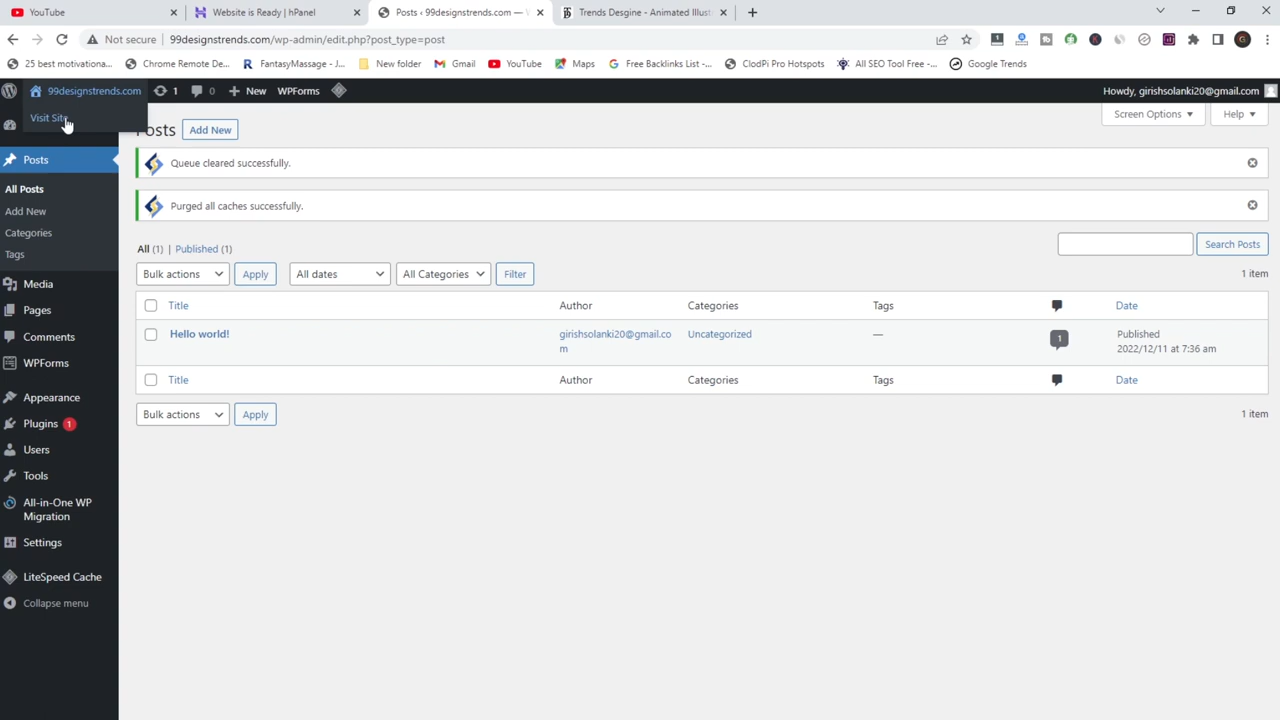 YouTube
Website is Ready | hPanel
Posts ‹ 99designstrends.com —
Trends Desgine - Animated Illust
Not secure
99designstrends.com/wp-admin/edit.php?post_type=post
25 best motivationa...
Chrome Remote De...
FantasyMassage - J...
New folder
Gmail
YouTube
Maps
Free Backlinks List -...
ClodPi Pro Hotspots
All SEO Tool Free -...
Google Trends
99designstrends.com
1
0
New
WPForms
Howdy, girishsolanki20@gmail.com
Visit Site
Posts
Add New
Screen Options
Help
Posts
All Posts
Add New
Categories
Tags
Media
Pages
Comments
WPForms
Appearance
Plugins 1
Users
Tools
All-in-One WP
Migration
Settings
LiteSpeed Cache
Collapse menu
Queue cleared successfully.
Purged all caches successfully.
All (1) | Published (1)
Search Posts
Bulk actions
Apply
All dates
All Categories
Filter
1 item
Title
Author
Categories
Tags
Date
Hello world!
girishsolanki20@gmail.co
m
Uncategorized
—
1
Published
2022/12/11 at 7:36 am
Title
Author
Categories
Tags
Date
Bulk actions
Apply
1 item